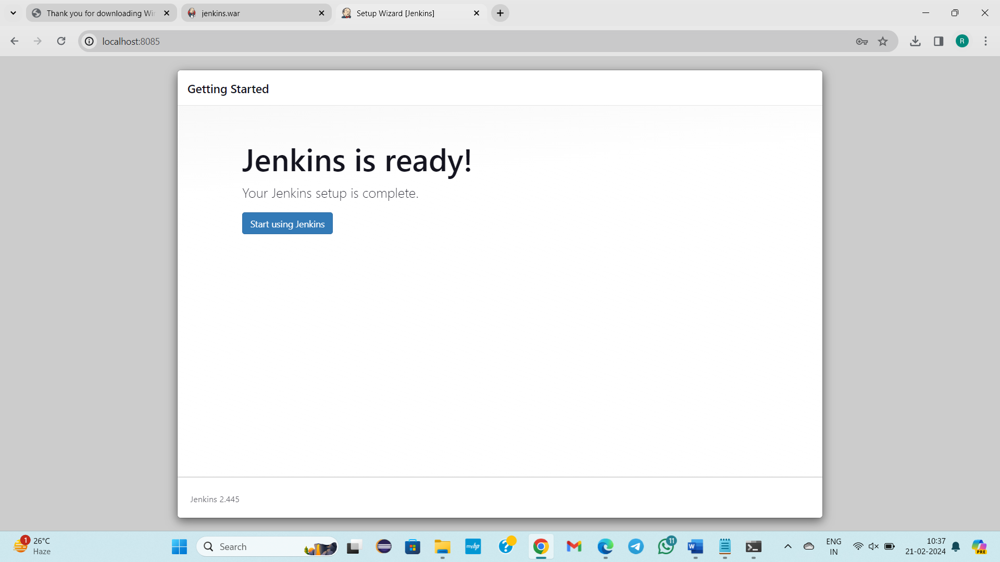 Thank you for downloading Wir
jenkins.war
Setup Wizard [Jenkins]
localhost:8085
R
Getting Started
Jenkins is ready!
Your Jenkins setup is complete.
Start using Jenkins
Jenkins 2.445
1
26°C
Haze
Search
myhp
11
W
ENG
IN
10:37
21-02-2024
PRE